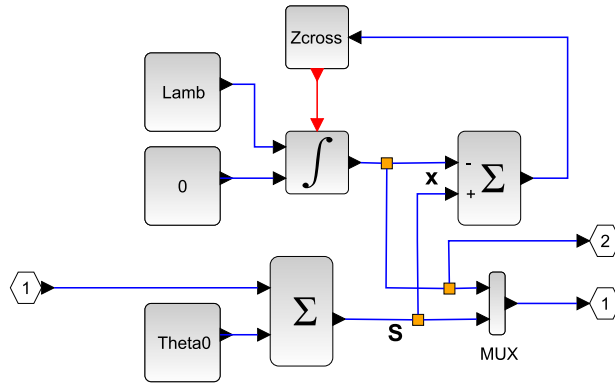 Zcross
Lamb
∫
-
x
+
Σ
0
2
1
Σ
1
Theta0
S
MUX